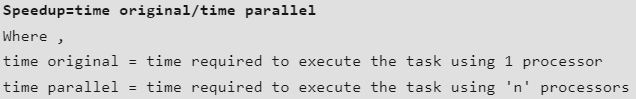 Speedup=time original/time parallel
Where ,
time original = time required to execute the task using 1 processor
time parallel = time required to execute the task using 'n' processors